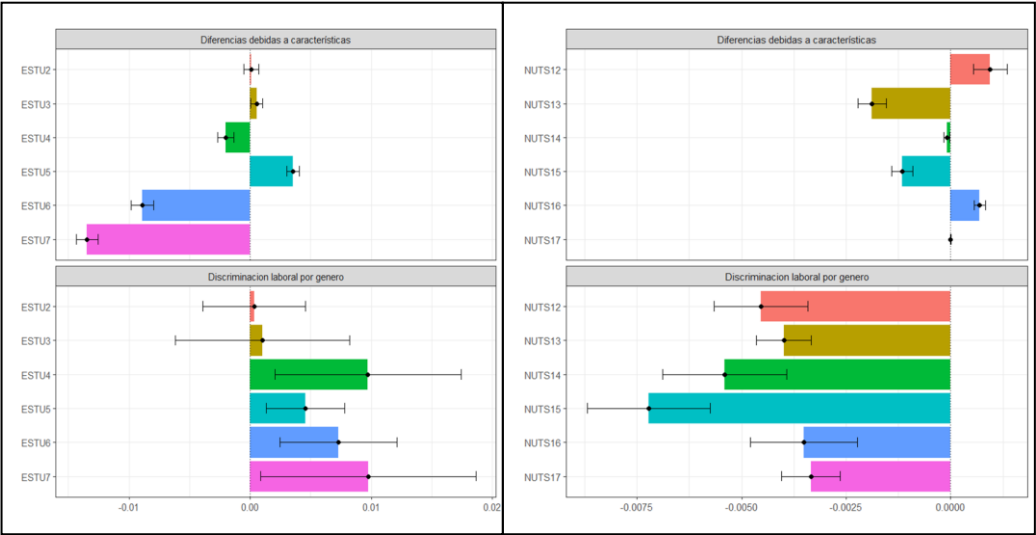 Diferencias debidas a características
ESTU2
ESTU3
ESTU4
ESTU5
ESTU6
ESTU7
Discriminacion laboral por genero
ESTU2
ESTU3
ESTU4
ESTU5
ESTU6
ESTU7
-0.01 0.00 0.01 0.02
Diferencias debidas a características
NUTS12
NUTS13
NUTS14
NUTS15
NUTS16
NUTS17
Discriminacion laboral por genero
NUTS12
NUTS13
NUTS14
NUTS15
NUTS16
NUTS17
-0.0075 -0.0050 -0.0025 0.0000